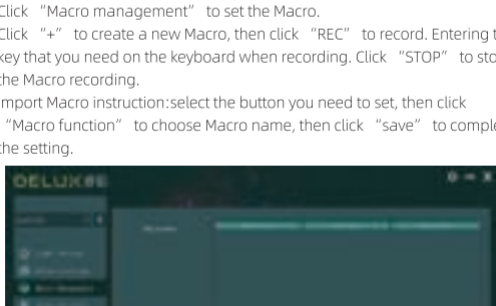 Click “Macro management” to set the Macro.
Click “+” to create a new Macro, then click “REC” to record. Entering t
key that you need on the keyboard when recording. Click “STOP” to sto
the Macro recording.
Import Macro instruction:select the button you need to set, then click
“Macro function” to choose Macro name, then click “save” to comple
the setting.
DELUX